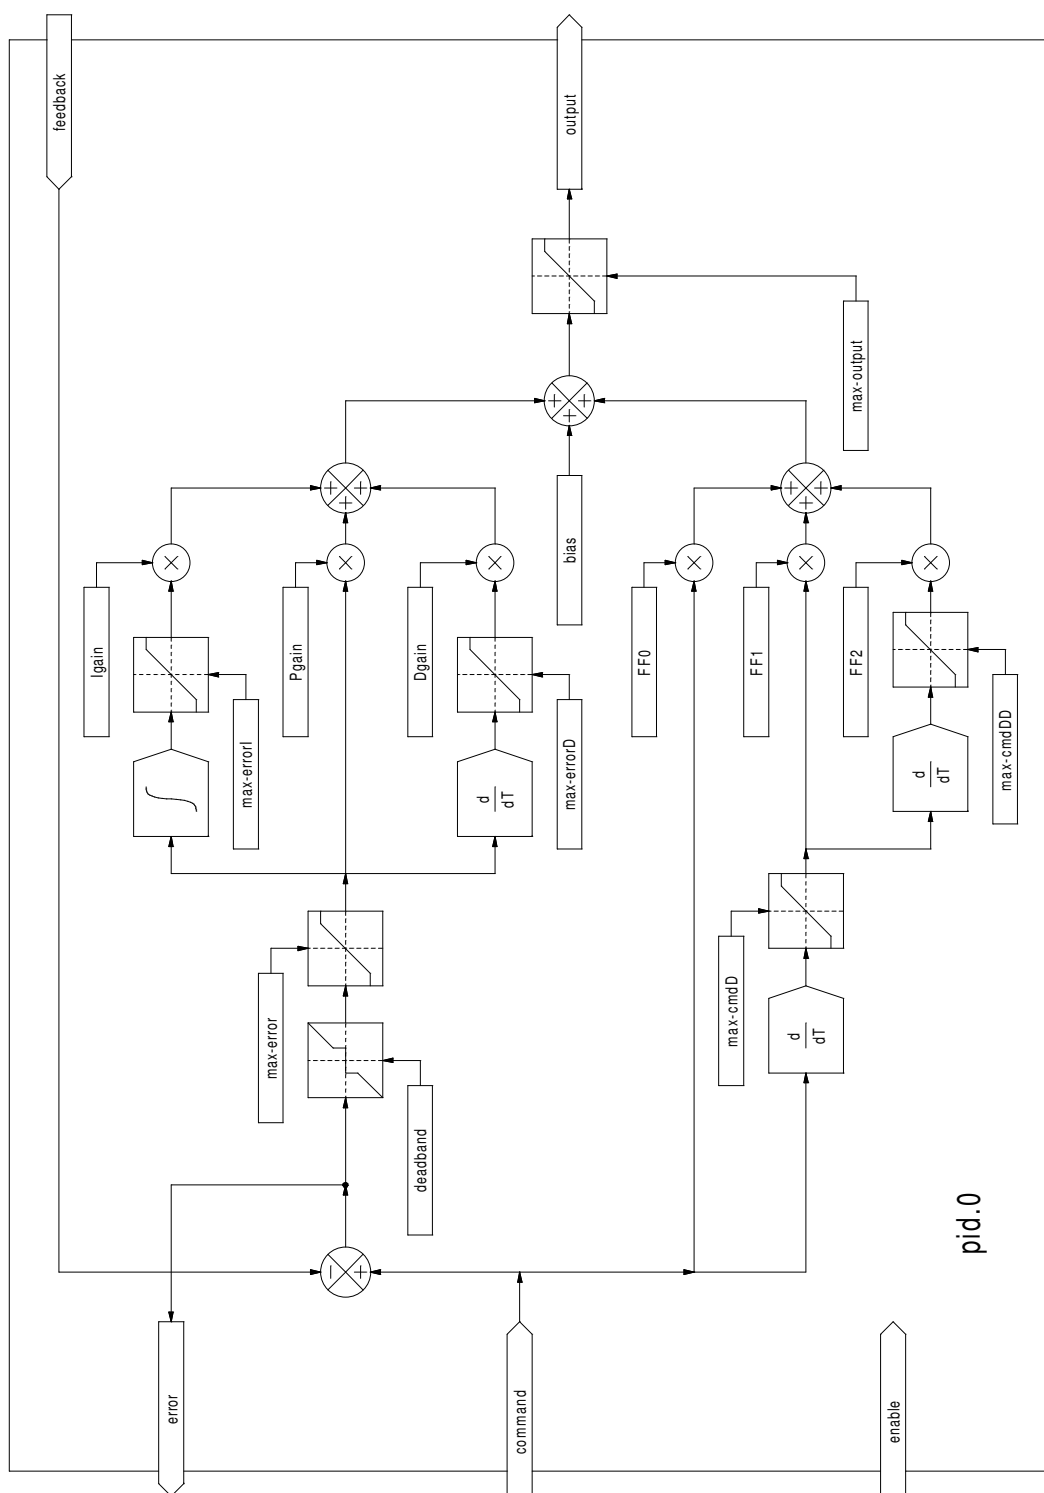 feedback
output
max-output
bias
Igain
Pgain
Dgain
FF0
FF1
FF2
max-errorI
max-errorD
max-cmdDD
∫
d
dT
d
dT
max-error
max-cmdD
d
dT
deadband
error
command
enable
pid.0